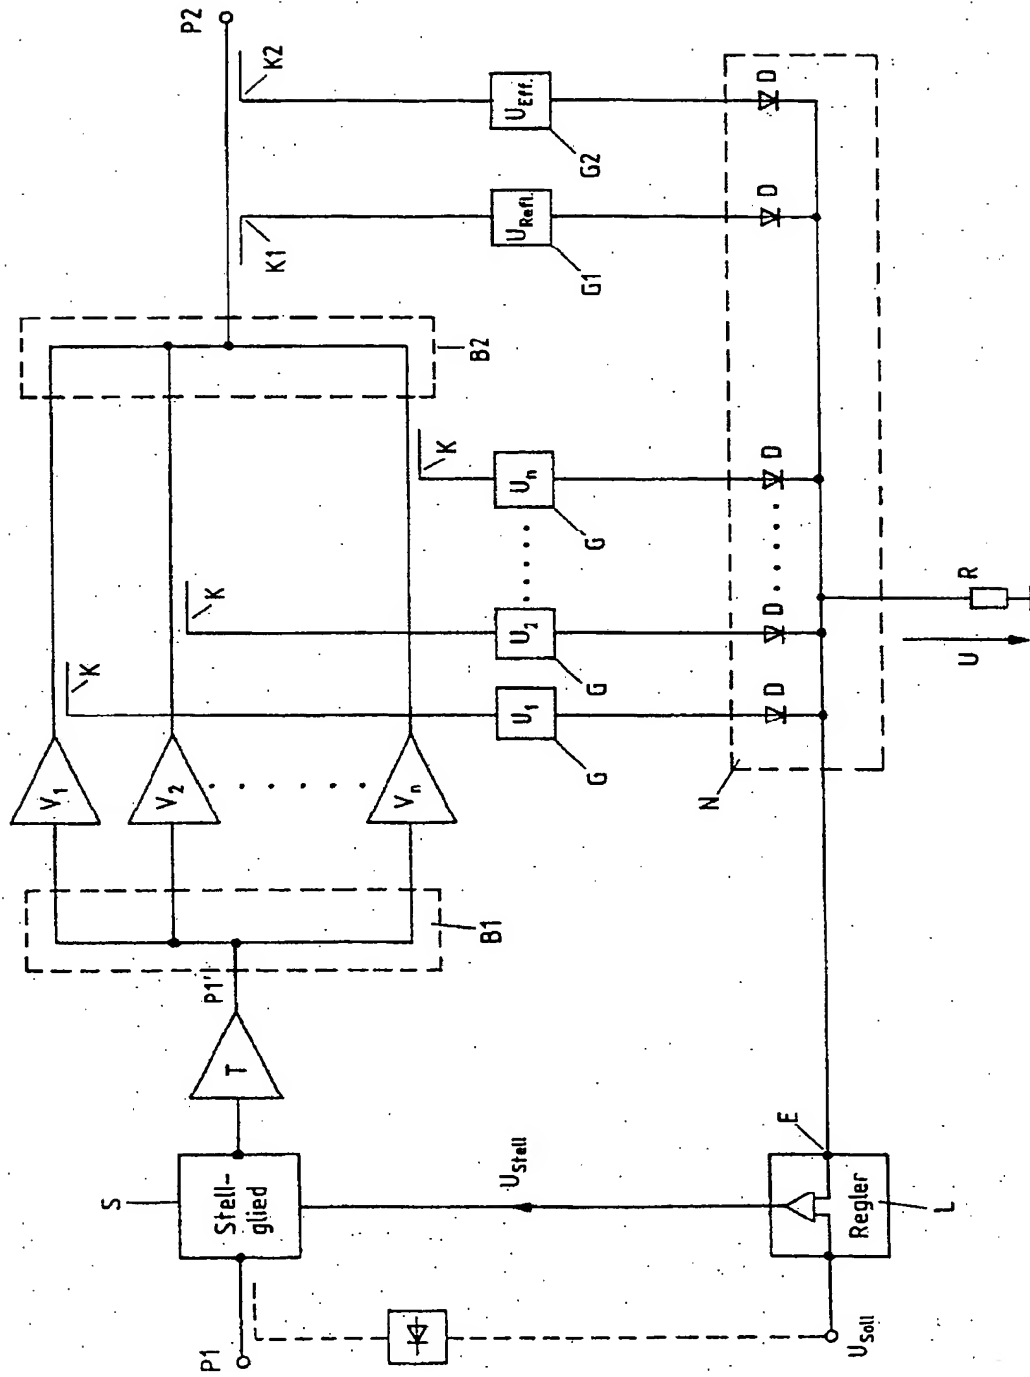 P1
S
Stell-
glied
T
P1'
B1
V1
V2
Vn
K
K
K
B2
K1
K2
P2
UStell
U1
G
U2
G
Un
G
URefl.
G1
UEff.
G2
N
D
D
D
D
D
E
Regler
L
USoll
U
R